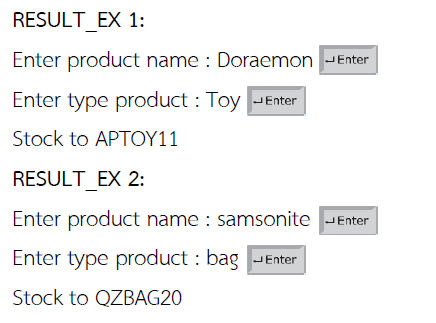 RESULT_EX 1:
Enter product name : Doraemon ↵Enter
Enter type product : Toy ↵Enter
Stock to APTOY11
RESULT_EX 2:
Enter product name : samsonite ↵Enter
Enter type product : bag ↵Enter
Stock to QZBAG20